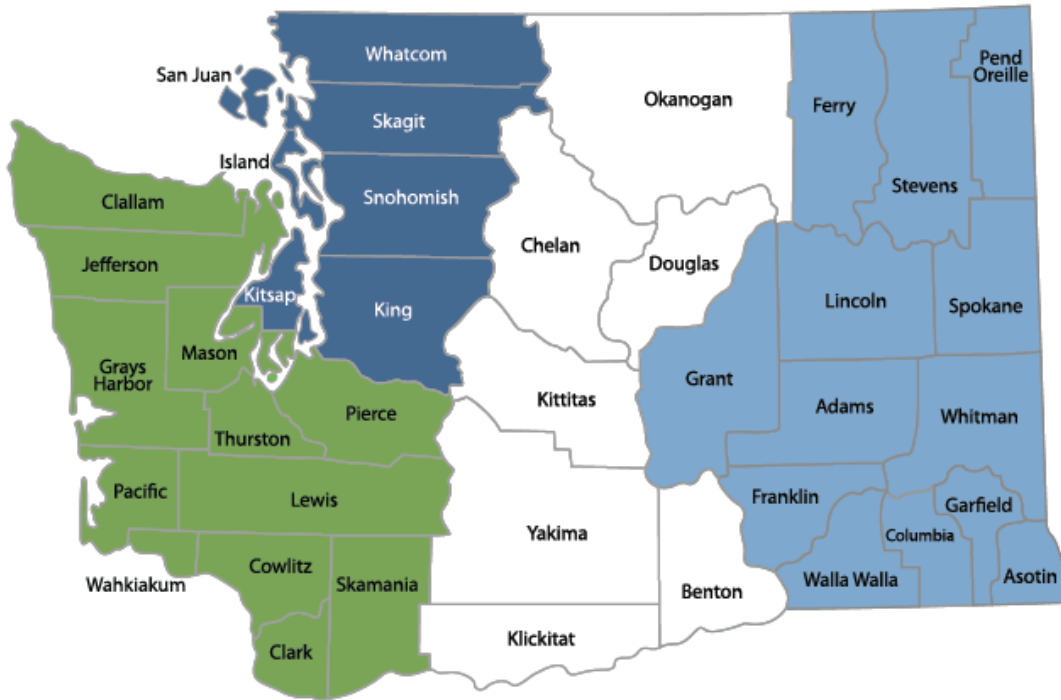 Whatcom
San Juan
Skagit
Island
Snohomish
Clallam
Jefferson
Kitsap
King
Mason
Grays
Harbor
Pierce
Thurston
Pacific
Lewis
Wahkiakum
Cowlitz
Skamania
Clark
Okanogan
Chelan
Douglas
Kittitas
Yakima
Benton
Klickitat
Ferry
Pend
Oreille
Stevens
Lincoln
Spokane
Grant
Adams
Whitman
Franklin
Garfield
Columbia
Walla Walla
Asotin